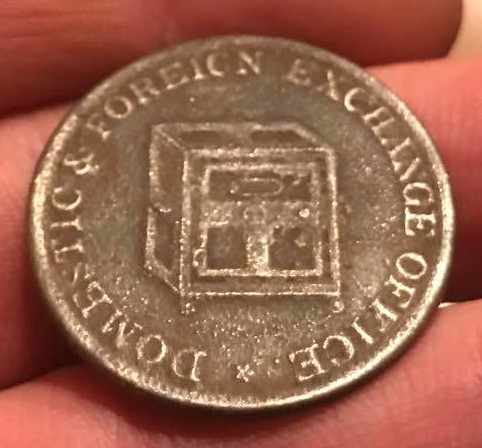 DOMESTIC & FOREIGN EXCHANGE OFFICE.